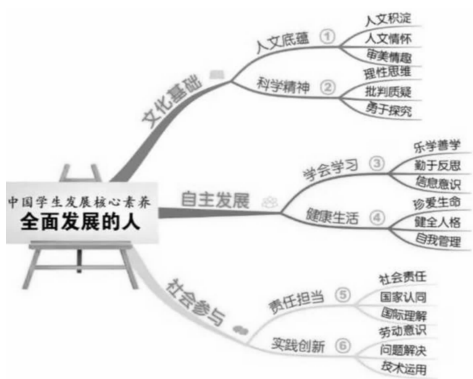 中国学生发展核心素养
全面发展的人
文化基础
人文底蕴 ①
人文积淀
人文情怀
审美情趣
科学精神 ②
理性思维
批判质疑
勇于探究
自主发展
学会学习 ③
乐学善学
勤于反思
信息意识
健康生活 ④
珍爱生命
健全人格
自我管理
社会参与
责任担当 ⑤
社会责任
国家认同
国际理解
实践创新 ⑥
劳动意识
问题解决
技术运用